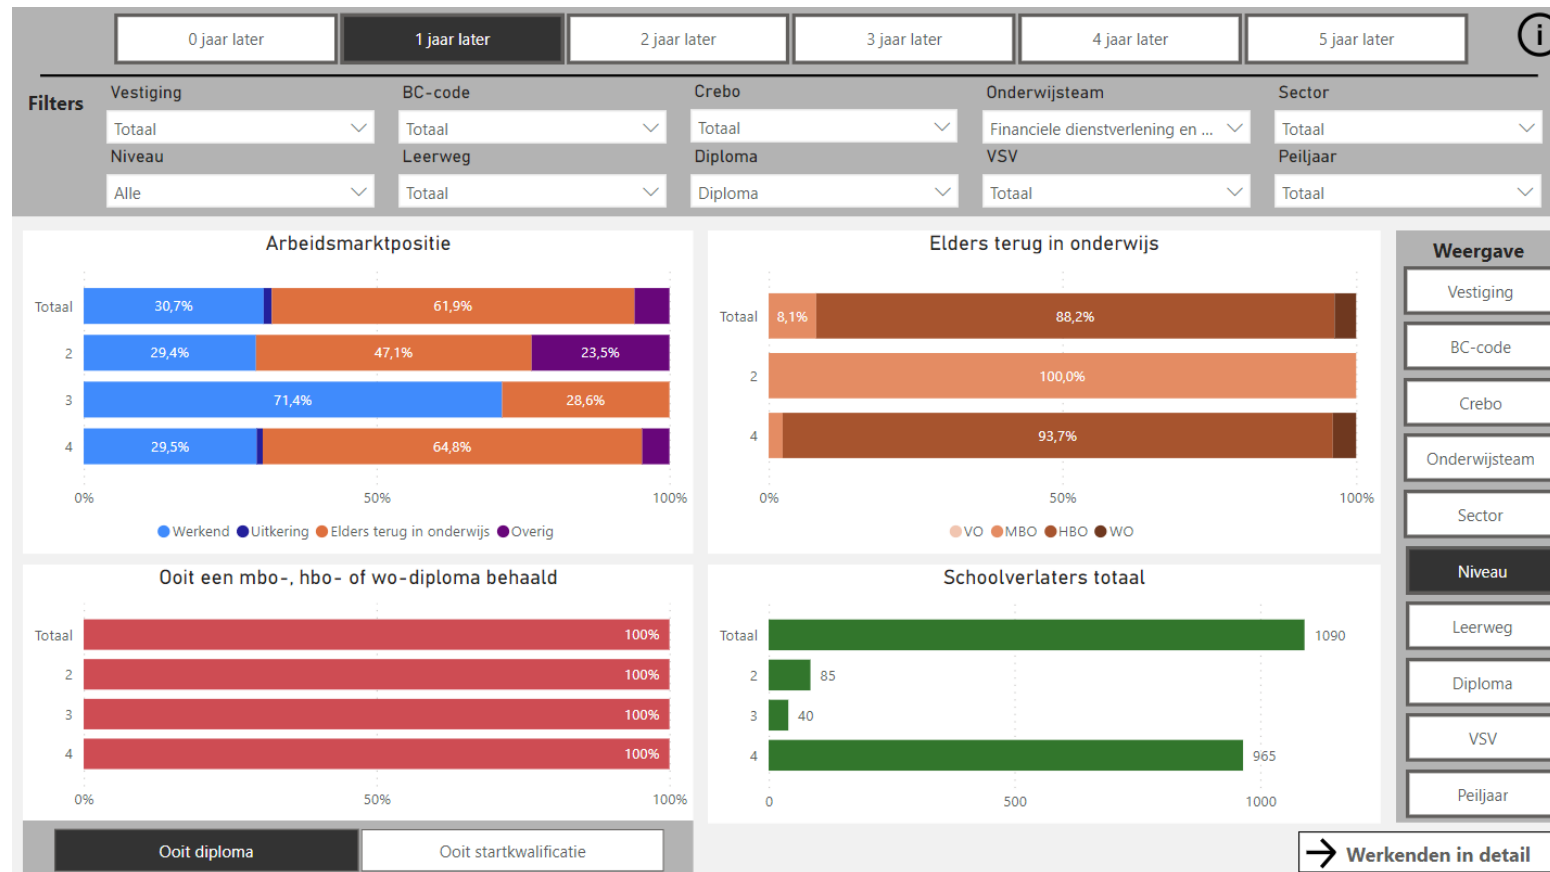 0 jaar later 1 jaar later 2 jaar later 3 jaar later 4 jaar later 5 jaar later i
Filters
Vestiging BC-code Crebo Onderwijsteam Sector
Totaal Totaal Totaal Financiele dienstverlening en ... Totaal
Niveau Leerweg Diploma VSV Peiljaar
Alle Totaal Diploma Totaal Totaal
Arbeidsmarktpositie
Totaal 30,7% 61,9%
2 29,4% 47,1% 23,5%
3 71,4% 28,6%
4 29,5% 64,8%
0% 50% 100%
Werkend Uitkering Elders terug in onderwijs Overig
Elders terug in onderwijs
Totaal 8,1% 88,2%
2 100,0%
4 93,7%
0% 50% 100%
VO MBO HBO WO
Ooit een mbo-, hbo- of wo-diploma behaald
Totaal 100%
2 100%
3 100%
4 100%
0% 50% 100%
Ooit diploma Ooit startkwalificatie
Schoolverlaters totaal
Totaal 1090
2 85
3 40
4 965
0 500 1000
Weergave
Vestiging
BC-code
Crebo
Onderwijsteam
Sector
Niveau
Leerweg
Diploma
VSV
Peiljaar
Werkenden in detail